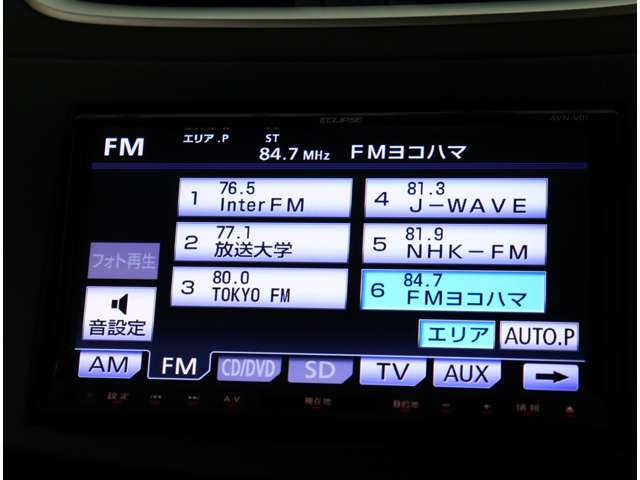 ECLIPSE AVN-V01
FM エリア.P ST 84.7 MHz FMヨコハマ
1 76.5 InterFM
4 81.3 J-WAVE
2 77.1 放送大学
5 81.9 NHK-FM
3 80.0 TOKYO FM
6 84.7 FMヨコハマ
フォト再生
音設定
エリア AUTO.P
AM FM CD/DVD SD TV AUX →
設定 AV 現在地 目的地 - + 情報